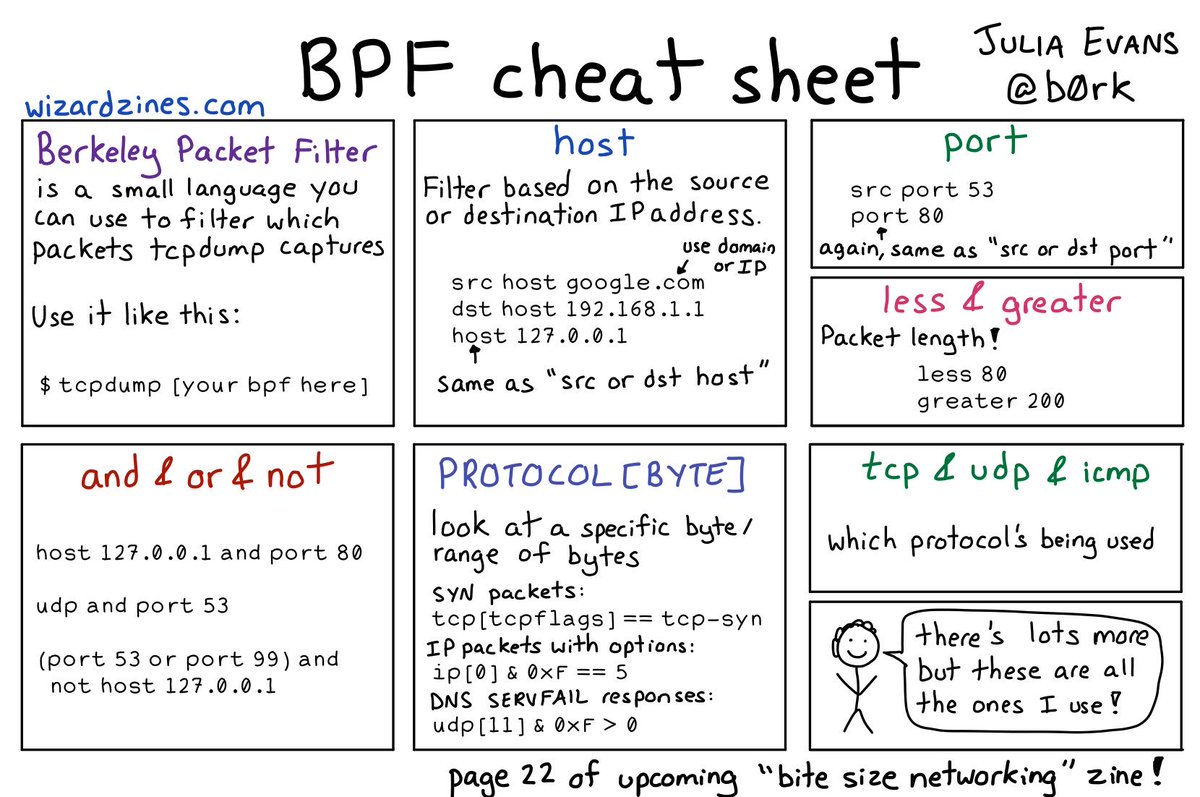 BPF cheat sheet
JULIA EVANS
@b0rk
wizardzines.com
Berkeley Packet Filter
is a small language you
can use to filter which
packets tcpdump captures
Use it like this:
$ tcpdump [your bpf here]
host
Filter based on the source
or destination IP address.
use domain
or IP
src host google.com
dst host 192.168.1.1
host 127.0.0.1
same as "src or dst host"
port
src port 53
port 80
again, same as "src or dst port"
less & greater
Packet length!
less 80
greater 200
and & or & not
host 127.0.0.1 and port 80
udp and port 53
(port 53 or port 99) and
not host 127.0.0.1
PROTOCOL [BYTE]
look at a specific byte/
range of bytes
SYN packets:
tcp[tcpflags] == tcp-syn
IP packets with options:
ip[0] & 0xF == 5
DNS SERVFAIL responses:
udp[11] & 0xF > 0
tcp & udp & icmp
which protocol's being used
there's lots more
but these are all
the ones I use!
page 22 of upcoming "bite size networking" zine!